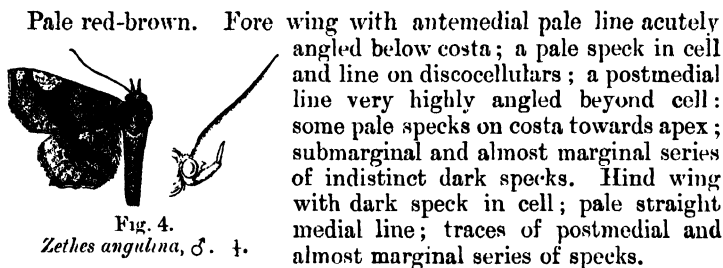 Pale red-brown. Fore wing with antemedial pale line acutely
angled below costa; a pale speck in cell
and line on discocellulars; a postmedial
line very highly angled beyond cell:
some pale specks on costa towards apex;
submarginal and almost marginal series
of indistinct dark specks. Hind wing
with dark speck in cell; pale straight
medial line; traces of postmedial and
almost marginal series of specks.
Fig. 4.
Zethes angulina, ♂. ¼.